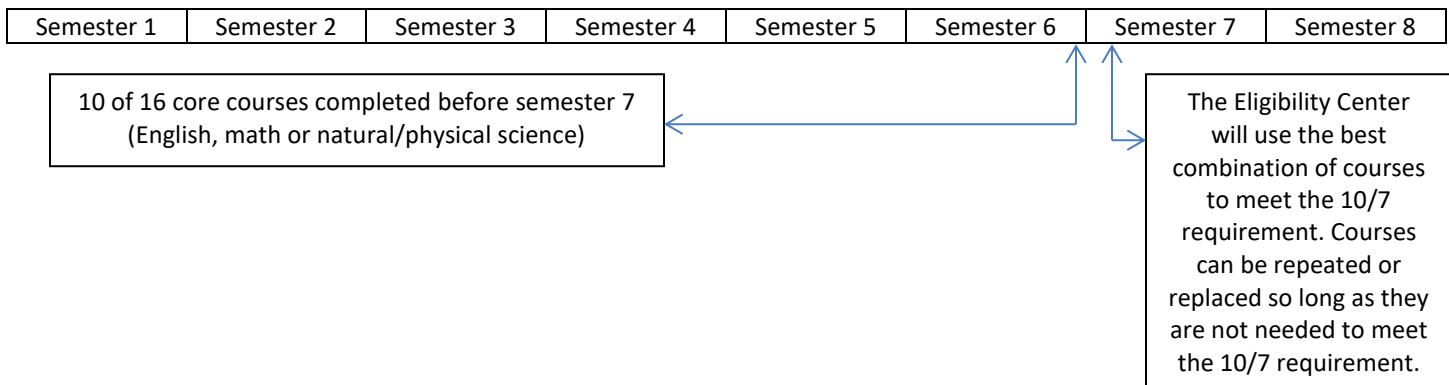 Semester 1 Semester 2 Semester 3 Semester 4 Semester 5 Semester 6 Semester 7 Semester 8
10 of 16 core courses completed before semester 7
(English, math or natural/physical science)
The Eligibility Center
will use the best
combination of courses
to meet the 10/7
requirement. Courses
can be repeated or
replaced so long as they
are not needed to meet
the 10/7 requirement.